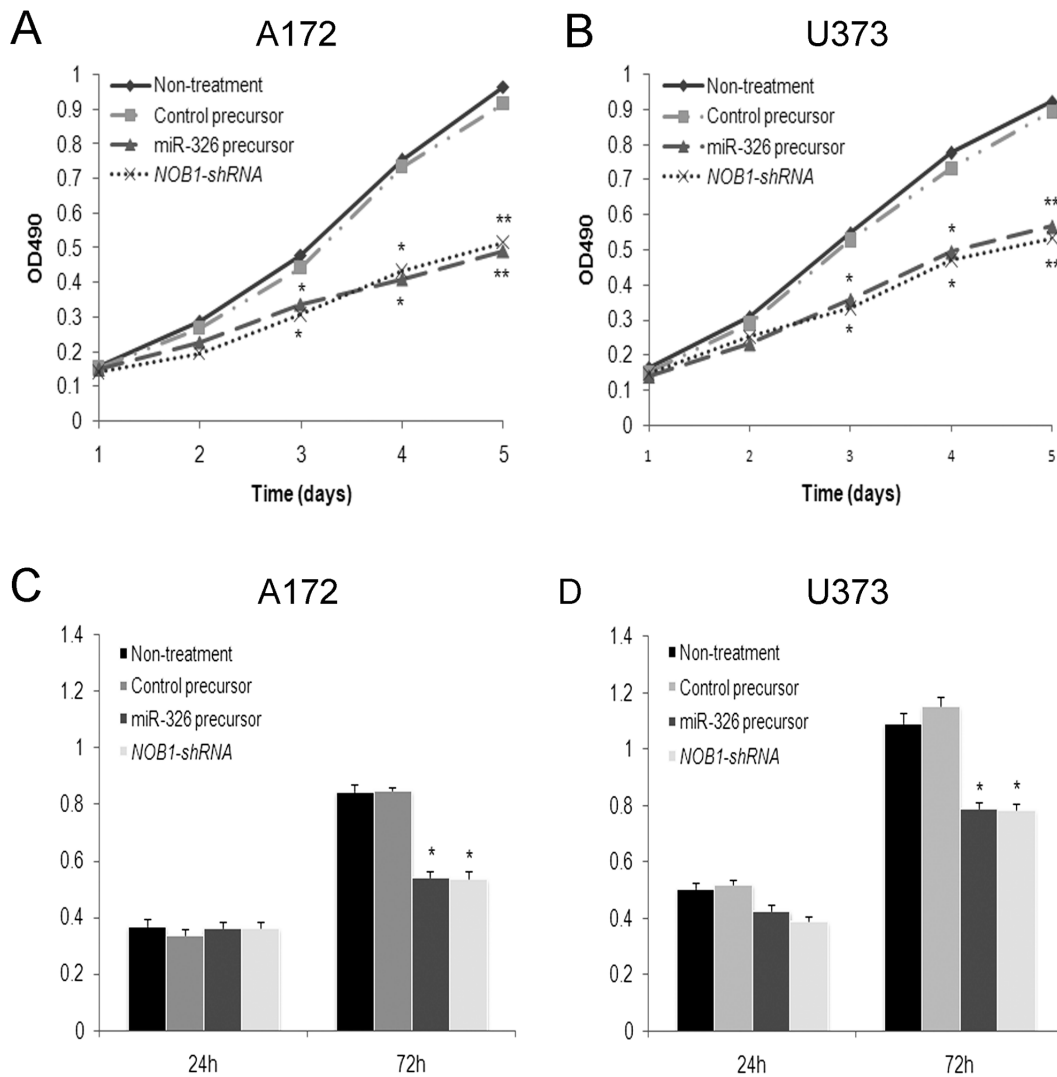 A
A172
Non-treatment
Control precursor
miR-326 precursor
NOB1-shRNA
1
0.9
0.8
0.7
0.6
0.5
0.4
0.3
0.2
0.1
0
OD490
*
*
*
*
**
**
1 2 3 4 5
Time (days)
B
U373
Non-treatment
Control precursor
miR-326 precursor
NOB1-shRNA
1
0.9
0.8
0.7
0.6
0.5
0.4
0.3
0.2
0.1
0
OD490
*
*
*
*
**
**
1 2 3 4 5
Time (days)
C
A172
Non-treatment
Control precursor
miR-326 precursor
NOB1-shRNA
1.4
1.2
1
0.8
0.6
0.4
0.2
0
* *
24h 72h
D
U373
Non-treatment
Control precursor
miR-326 precursor
NOB1-shRNA
1.4
1.2
1
0.8
0.6
0.4
0.2
0
* *
24h 72h